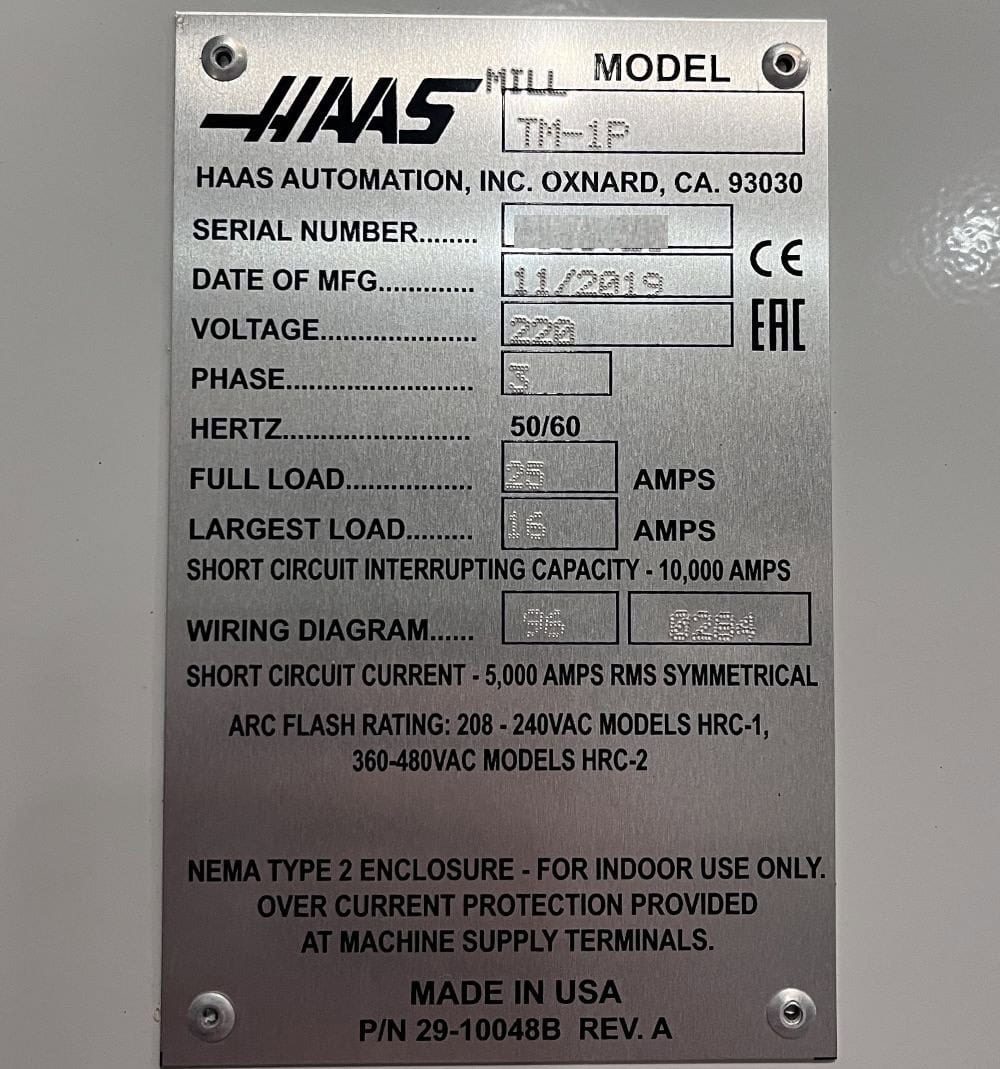 HAAS
MILL MODEL
TM-1P
HAAS AUTOMATION, INC. OXNARD, CA. 93030
SERIAL NUMBER........
DATE OF MFG............. 11/2019
VOLTAGE..................... 220
PHASE......................... 3
HERTZ......................... 50/60
FULL LOAD................. 25 AMPS
LARGEST LOAD......... 16 AMPS
SHORT CIRCUIT INTERRUPTING CAPACITY - 10,000 AMPS
WIRING DIAGRAM...... 96 0284
SHORT CIRCUIT CURRENT - 5,000 AMPS RMS SYMMETRICAL
ARC FLASH RATING: 208 - 240VAC MODELS HRC-1,
360-480VAC MODELS HRC-2
NEMA TYPE 2 ENCLOSURE - FOR INDOOR USE ONLY.
OVER CURRENT PROTECTION PROVIDED
AT MACHINE SUPPLY TERMINALS.
MADE IN USA
P/N 29-10048B REV. A
CE
EAC